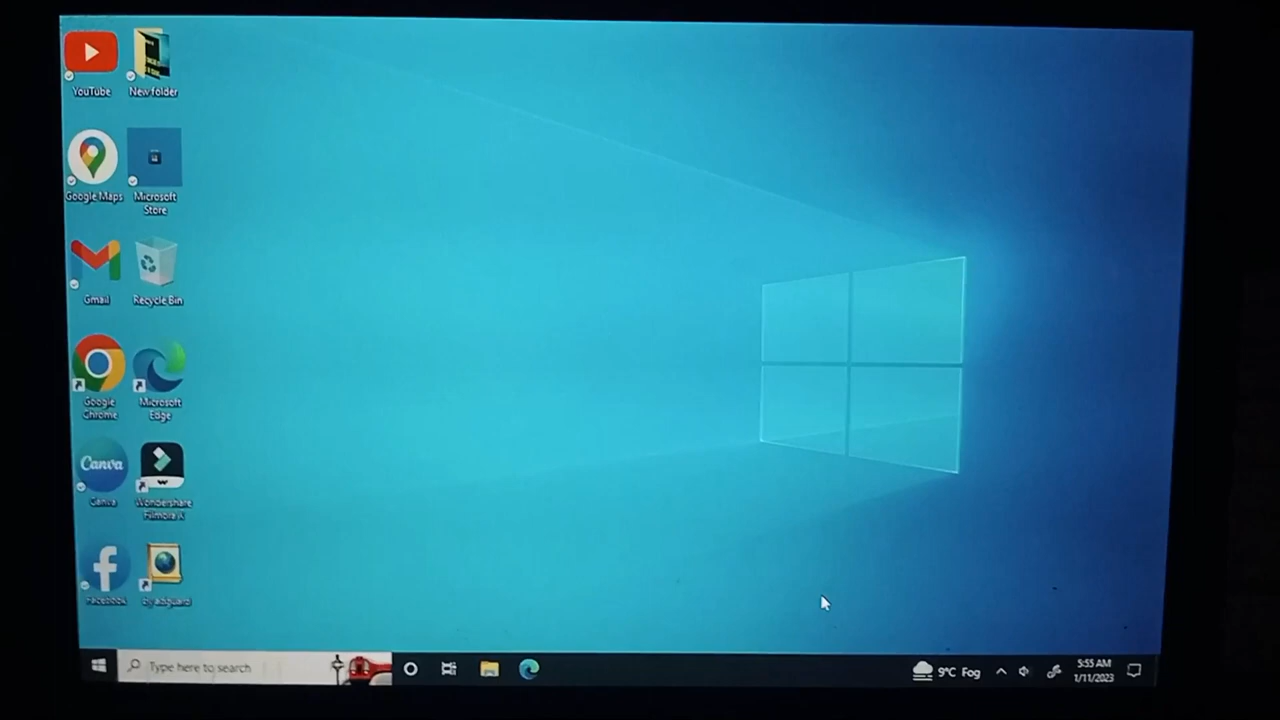 YouTube
New folder
Google Maps
Microsoft
Store
Gmail
Recycle Bin
Google
Chrome
Microsoft
Edge
Canva
Canva
Wondershare
Filmora X
Facebook
Type here to search
9°C Fog
5:55 AM
1/11/2023